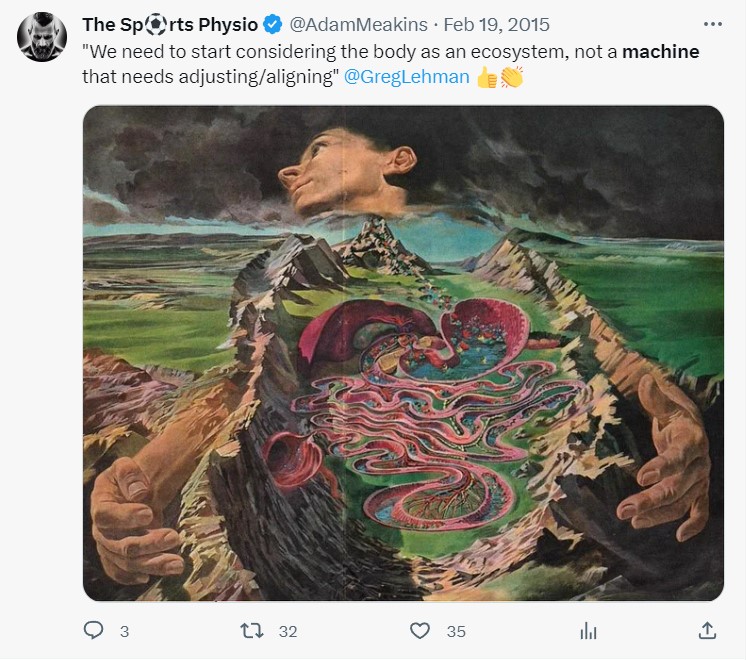 The Sp⚽rts Physio @AdamMeakins · Feb 19, 2015
"We need to start considering the body as an ecosystem, not a machine
that needs adjusting/aligning" @GregLehman 👍👏
3 32 35